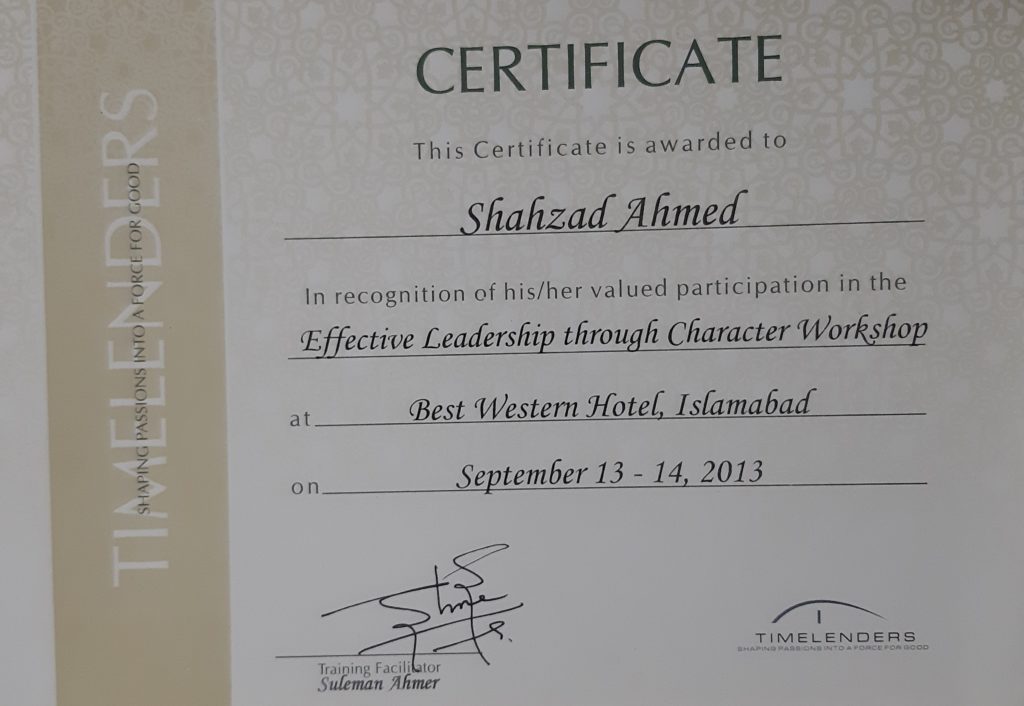 TIMELENDERS
SHAPING PASSIONS INTO A FORCE FOR GOOD
CERTIFICATE
This Certificate is awarded to
Shahzad Ahmed
In recognition of his/her valued participation in the
Effective Leadership through Character Workshop
at Best Western Hotel, Islamabad
on September 13 - 14, 2013
Training Facilitator
Suleman Ahmer
TIMELENDERS
SHAPING PASSIONS INTO A FORCE FOR GOOD